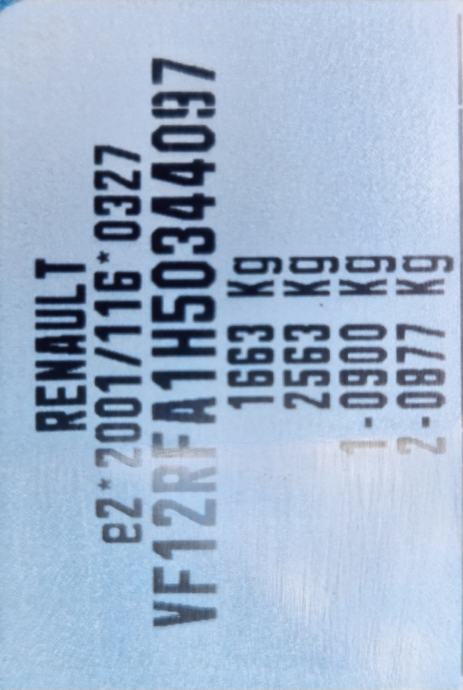 RENAULT
e2*2001/116*0327
VF12RFA1H50344097
1663 Kg
2563 Kg
1-0900 Kg
2-0877 Kg